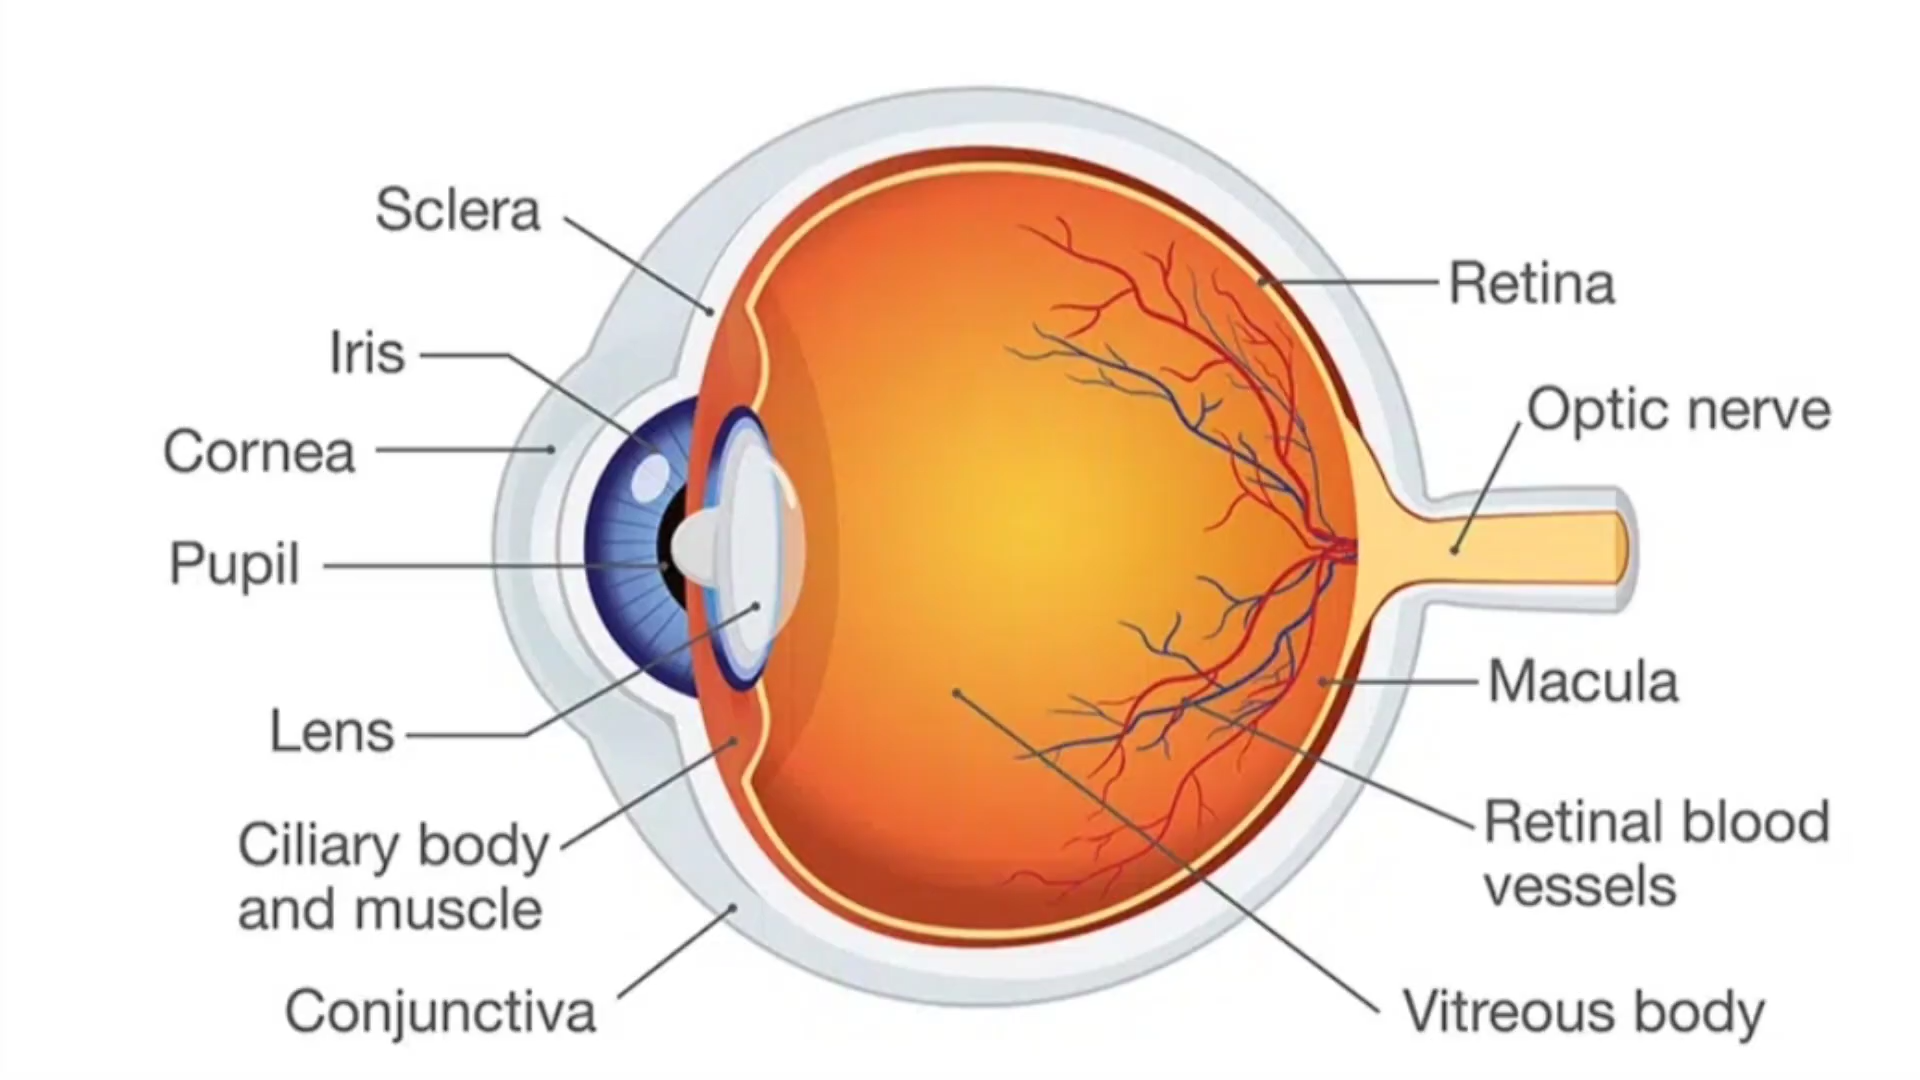 Sclera
Iris
Cornea
Pupil
Lens
Ciliary body
and muscle
Conjunctiva
Retina
Optic nerve
Macula
Retinal blood
vessels
Vitreous body